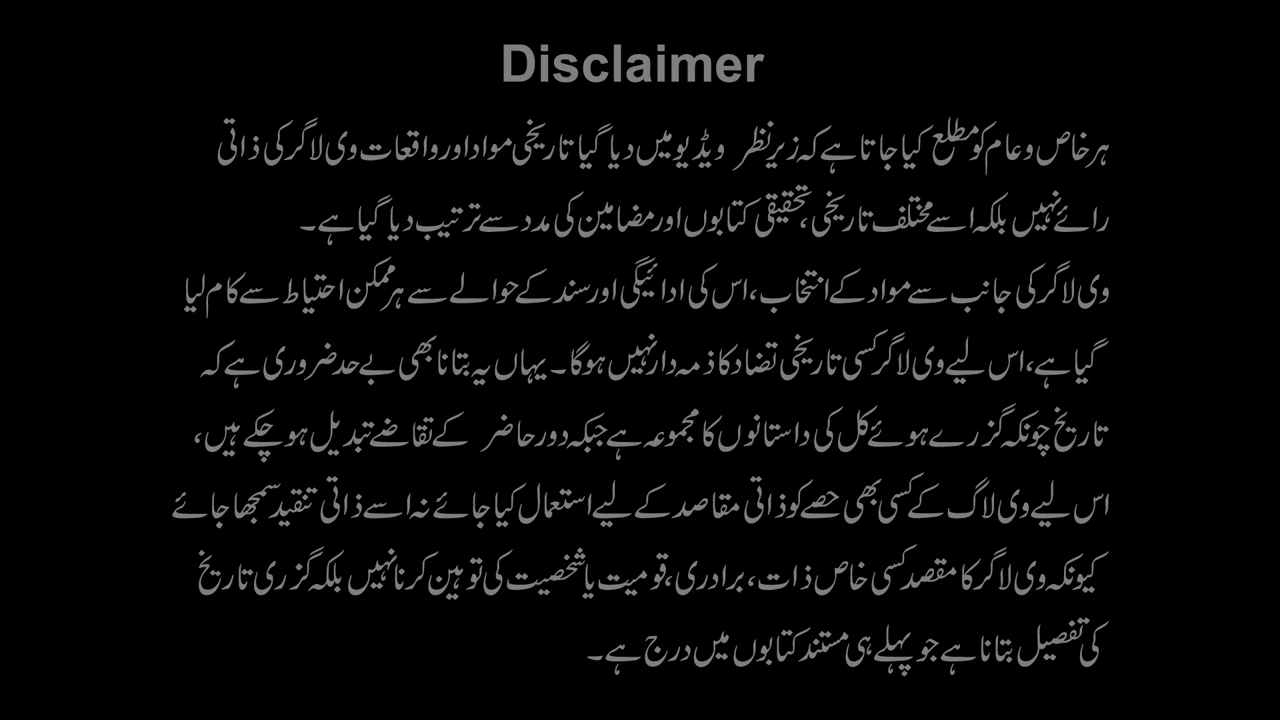 Disclaimer
ہر خاص و عام کو مطلع کیا جاتا ہے کہ زیر نظر ویڈیو میں دیا گیا تاریخی مواد اور واقعات وی لاگر کی ذاتی
رائے نہیں بلکہ اسے مختلف تاریخی، تحقیقی کتابوں اور مضامین کی مدد سے ترتیب دیا گیا ہے۔
وی لاگر کی جانب سے مواد کے انتخاب، اس کی ادائیگی اور سند کے حوالے سے ہر ممکن احتیاط سے کام لیا
گیا ہے، اس لیے وی لاگر کسی تاریخی تضاد کا ذمہ دار نہیں ہوگا۔ یہاں یہ بتانا بھی بے حد ضروری ہے کہ
تاریخ چونکہ گزرے ہوئے کل کی داستانوں کا مجموعہ ہے جبکہ دور حاضر کے تقاضے تبدیل ہو چکے ہیں،
اس لیے وی لاگ کے کسی بھی حصے کو ذاتی مقاصد کے لیے استعمال کیا جائے نہ اسے ذاتی تنقید سمجھا جائے
کیونکہ وی لاگر کا مقصد کسی خاص ذات، برادری، قومیت یا شخصیت کی توہین کرنا نہیں بلکہ گزری تاریخ
کی تفصیل بتانا ہے جو پہلے ہی مستند کتابوں میں درج ہے۔